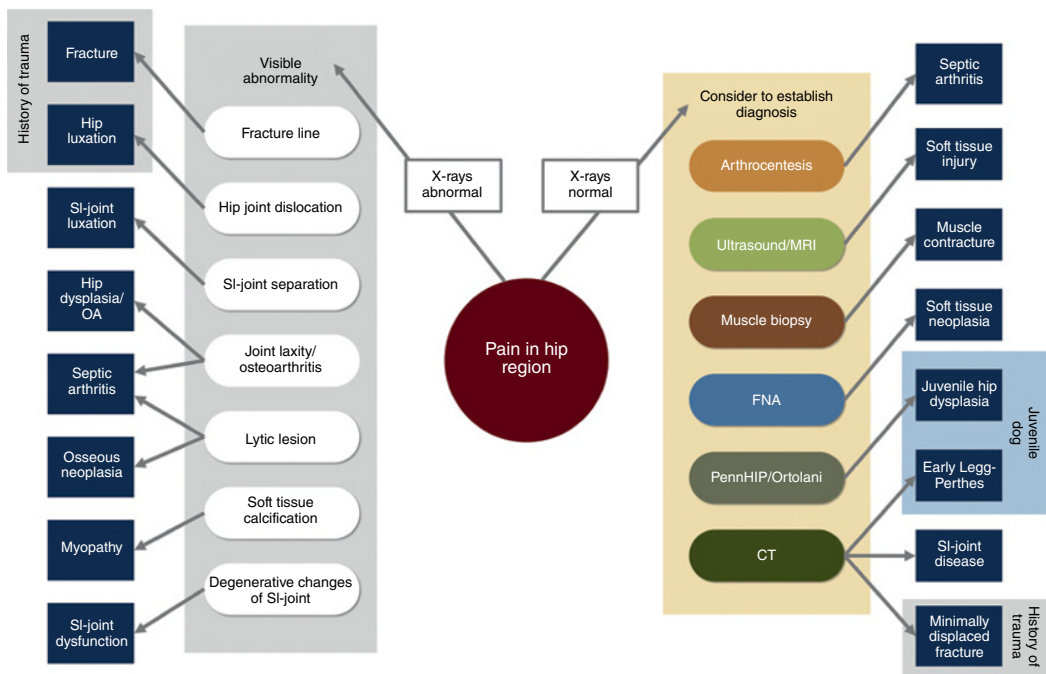 History of trauma
Fracture
Hip
luxation
SI-joint
luxation
Hip
dysplasia/
OA
Septic
arthritis
Osseous
neoplasia
Myopathy
SI-joint
dysfunction
Visible
abnormality
Fracture line
Hip joint dislocation
SI-joint separation
Joint laxity/
osteoarthritis
Lytic lesion
Soft tissue
calcification
Degenerative changes
of SI-joint
X-rays
abnormal
X-rays
normal
Pain in hip
region
Consider to establish
diagnosis
Arthrocentesis
Ultrasound/MRI
Muscle biopsy
FNA
PennHIP/Ortolani
CT
Septic
arthritis
Soft tissue
injury
Muscle
contracture
Soft tissue
neoplasia
Juvenile hip
dysplasia
Early Legg-
Perthes
Juvenile
dog
SI-joint
disease
Minimally
displaced
fracture
History of
trauma